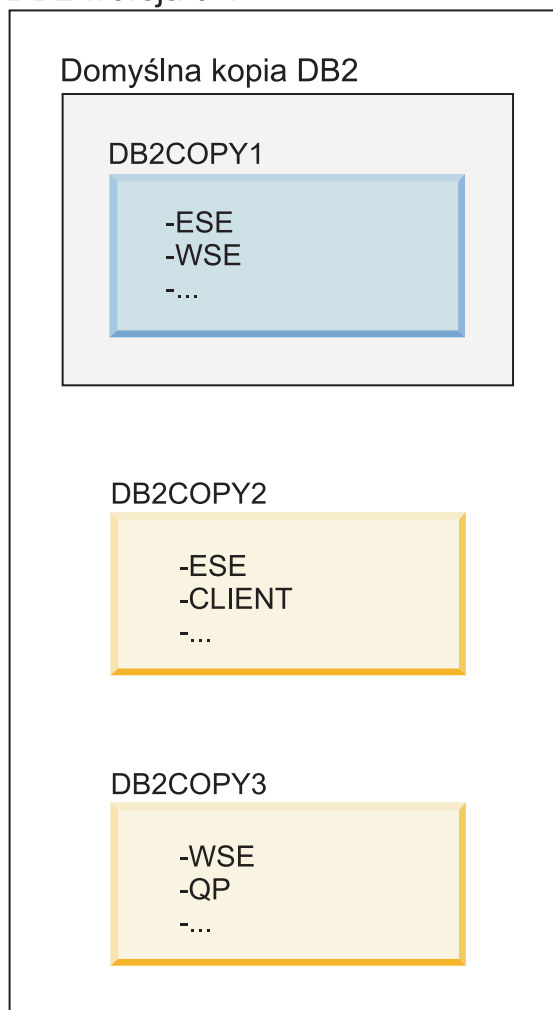 Domyślna kopia DB2
DB2COPY1
-ESE
-WSE
-...
DB2COPY2
-ESE
-CLIENT
-...
DB2COPY3
-WSE
-QP
-...